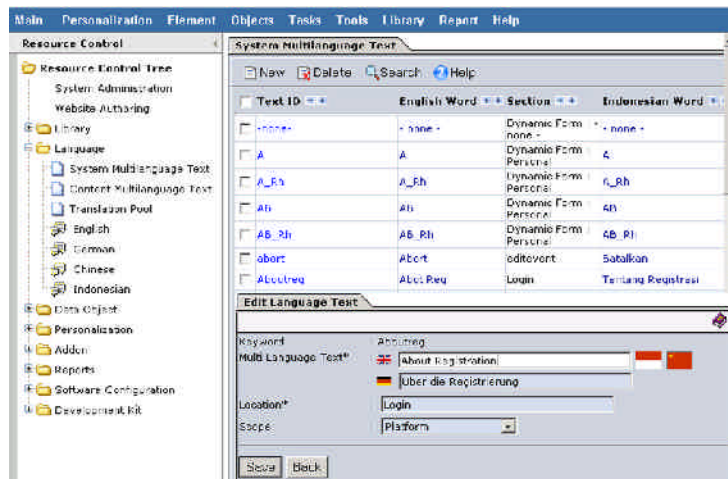 Main Personalization Element Objects Tasks Tools Library Report Help
Resource Control
System Multilanguage Text
Resource Control Tree
System Administration
Website Authoring
Library
Language
System Multilanguage Text
Content Multilanguage Text
Translation Pool
English
German
Chinese
Indonesian
Data Object
Personalization
Addon
Reports
Software Configuration
Development Kit
New Delete Search Help
Text ID English Word Section Indonesian Word
-none- - none - Dynamic Form - none - - none -
A A Dynamic Form Personal A
A_Rh A_Rh Dynamic Form Personal A_Rh
AB AB Dynamic Form Personal AB
AB_Rh AB_Rh Dynamic Form Personal AB_Rh
abort Abort editevent Batalkan
Aboutreg Abot Reg Login Tentang Registrasi
Edit Language Text
Keyword Aboutreg
Multi Language Text* About Registration
Über die Registrierung
Location* Login
Scope Platform
Save Back